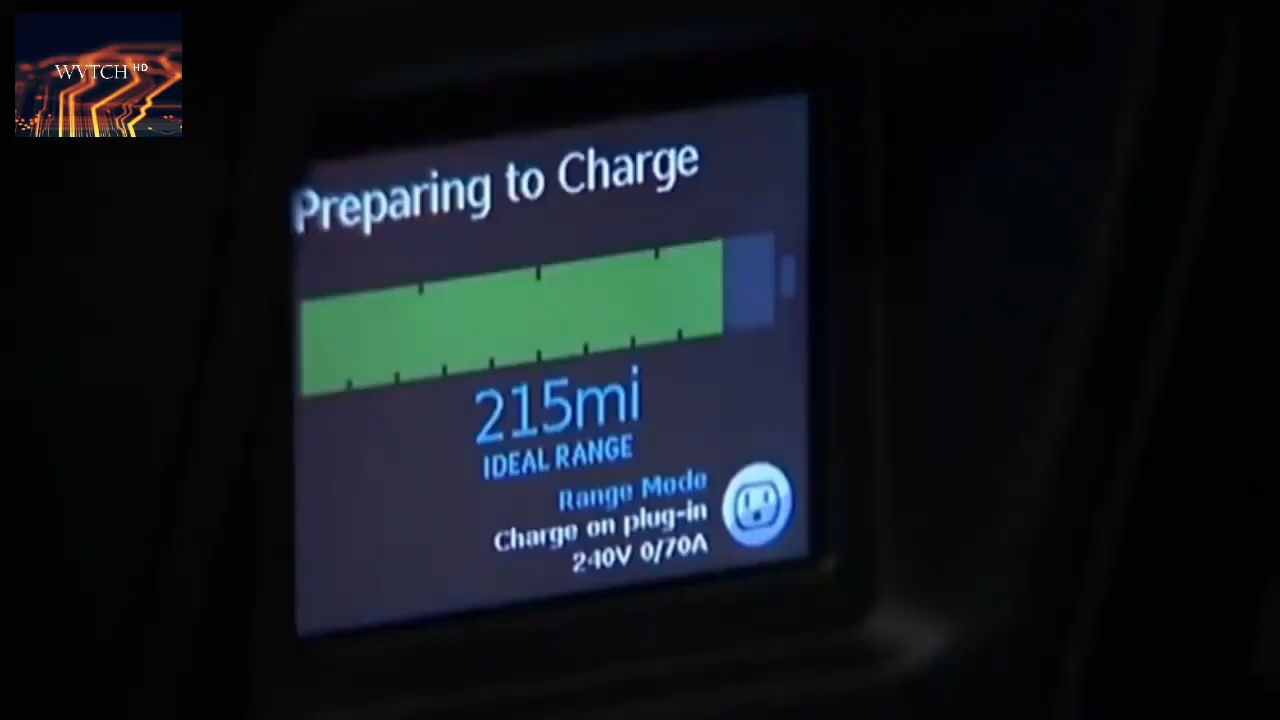 WVTCH HD
Preparing to Charge
215mi
IDEAL RANGE
Range Mode
Charge on plug-in
240V 0/70A